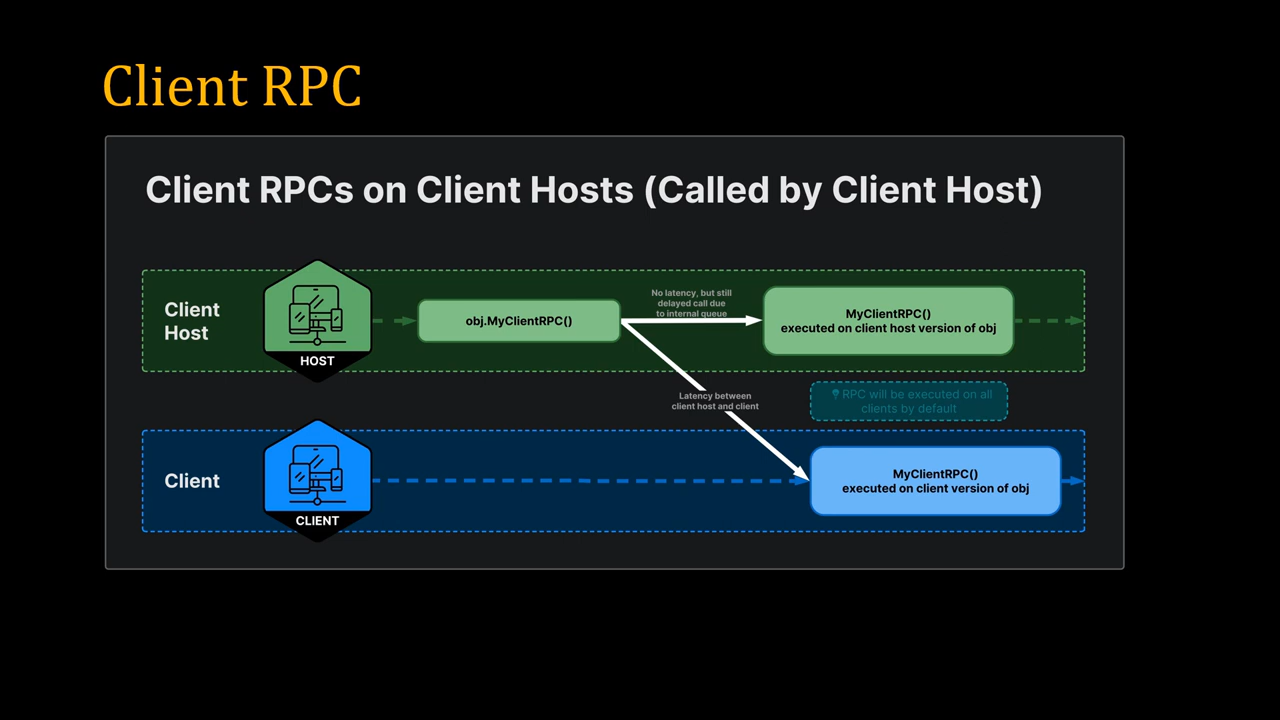 Client RPC
Client RPCs on Client Hosts (Called by Client Host)
Client
Host
HOST
obj.MyClientRPC()
No latency, but still
delayed call due
to internal queue
MyClientRPC()
executed on client host version of obj
Latency between
client host and client
RPC will be executed on all
clients by default
Client
CLIENT
MyClientRPC()
executed on client version of obj